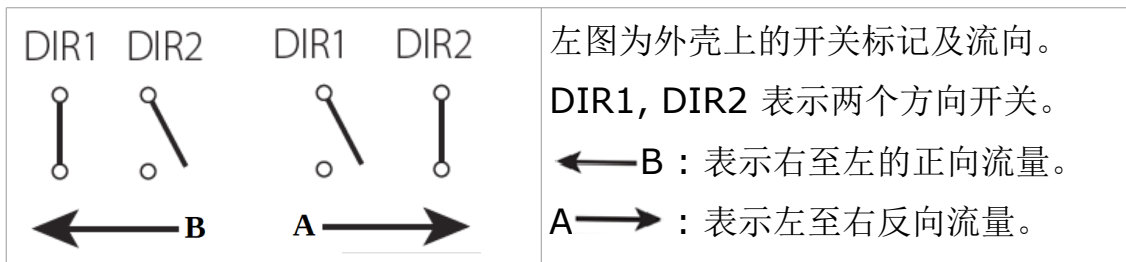 DIR1 DIR2 DIR1 DIR2
B A
左图为外壳上的开关标记及流向。
DIR1, DIR2 表示两个方向开关。
B：表示右至左的正向流量。
A：表示左至右反向流量。